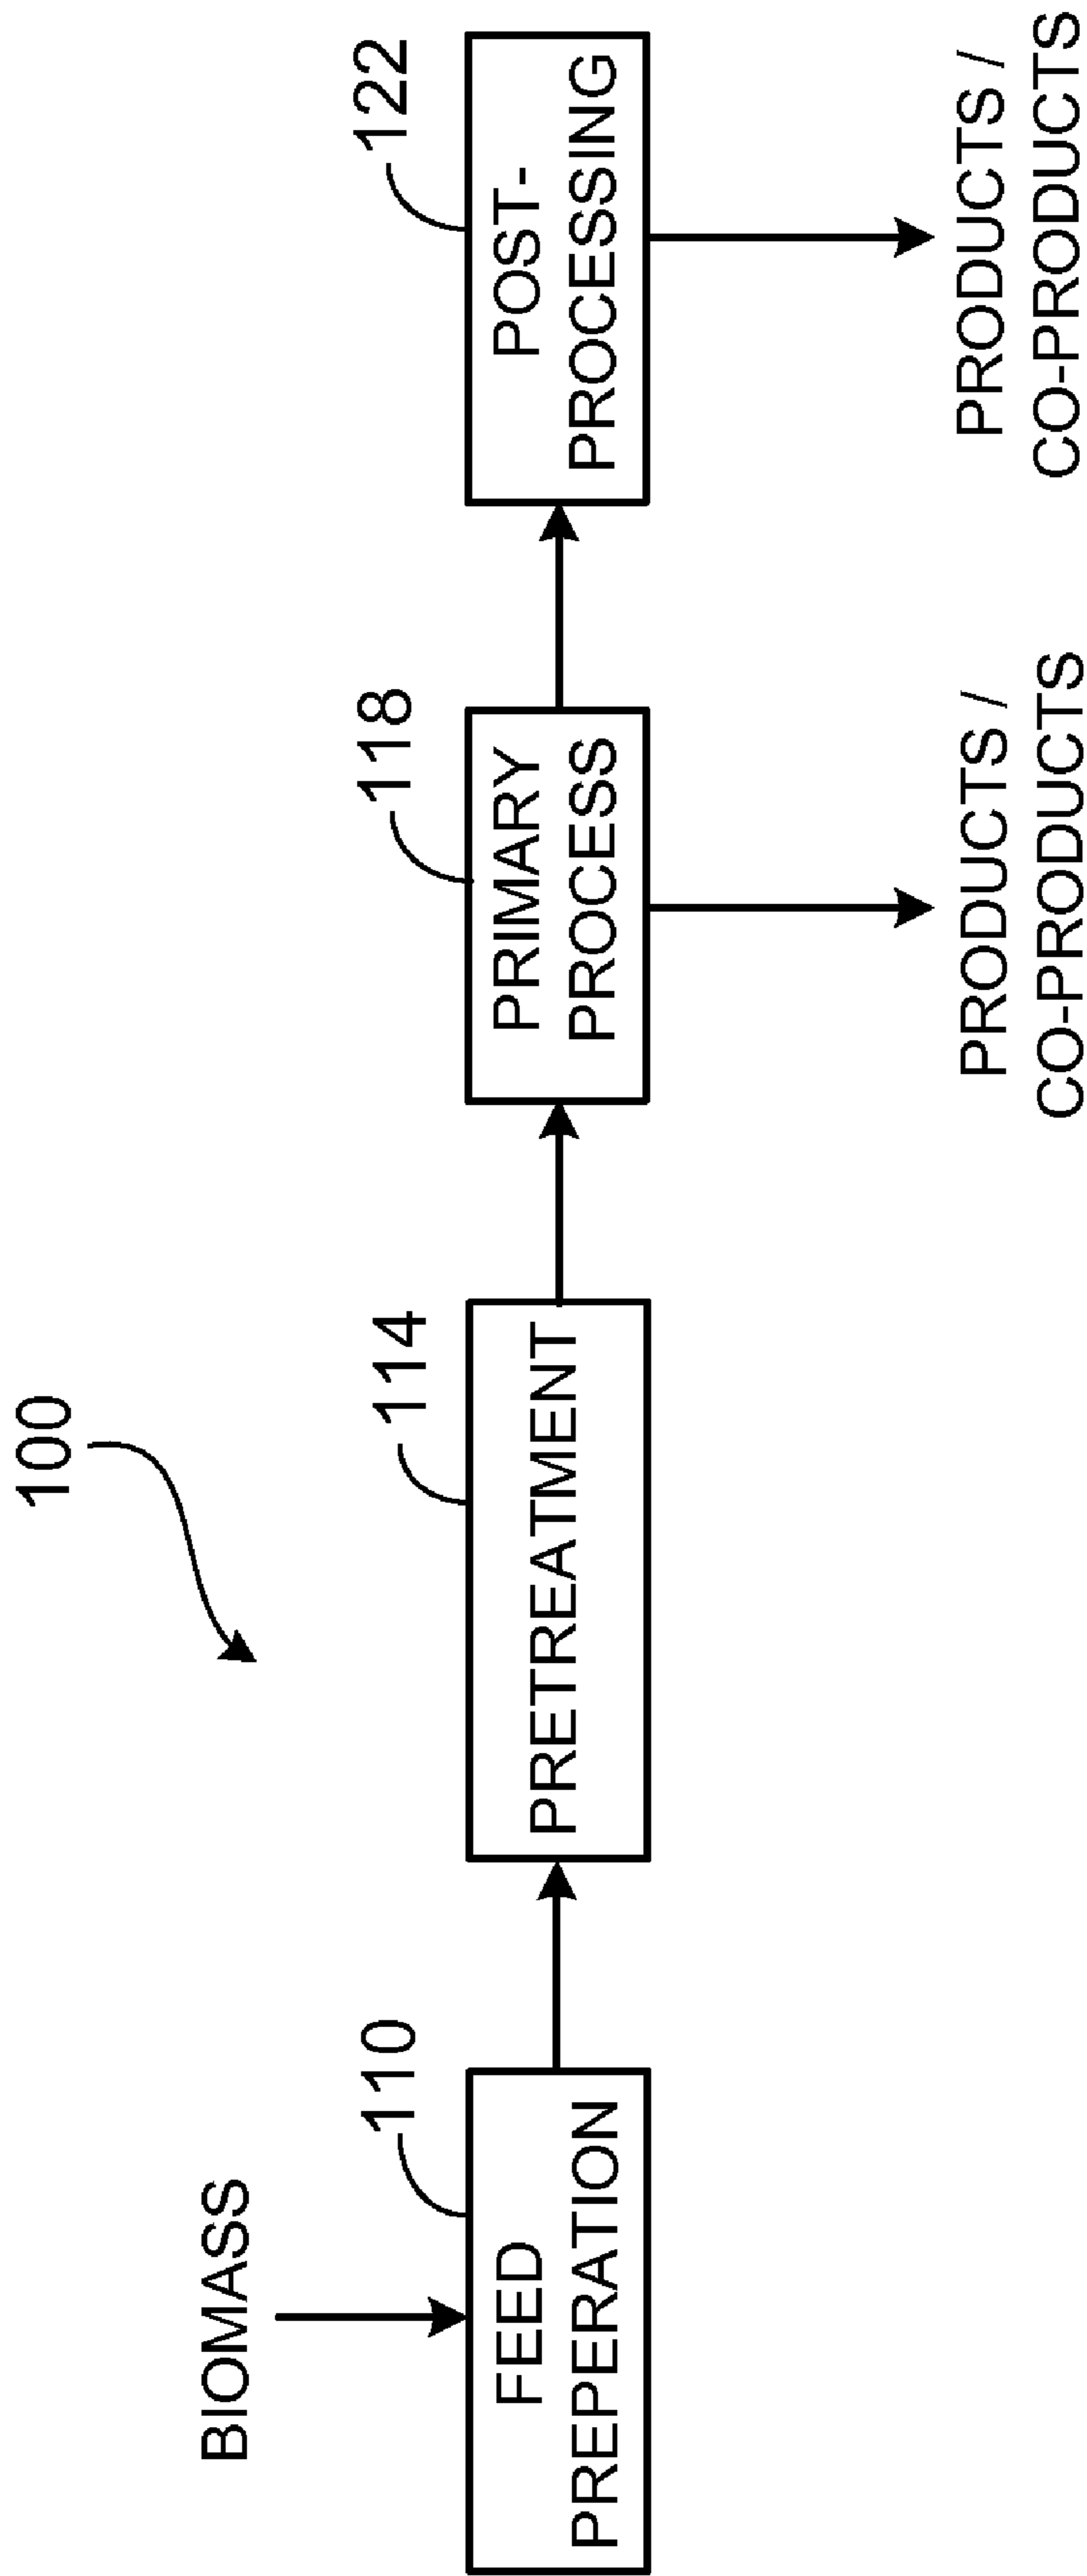 100
BIOMASS
110
FEED
PREPERATION
114
PRETREATMENT
118
PRIMARY
PROCESS
122
POST-
PROCESSING
PRODUCTS /
CO-PRODUCTS
PRODUCTS /
CO-PRODUCTS